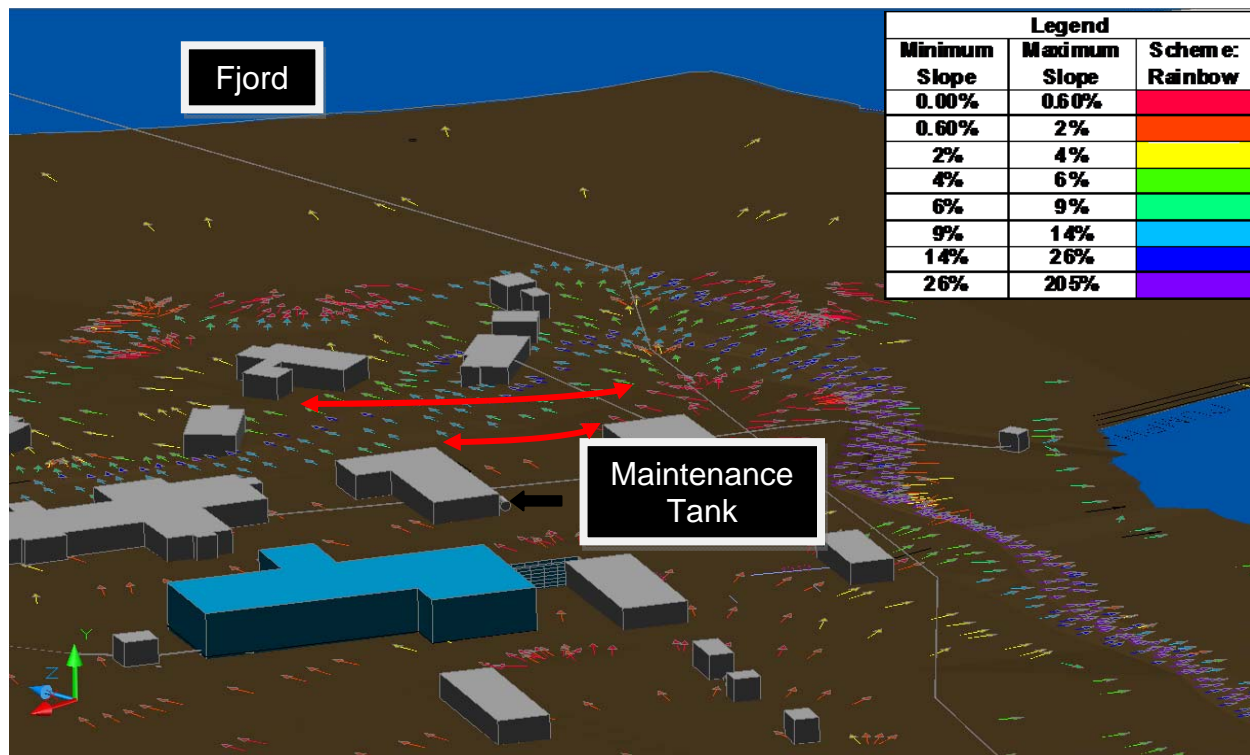 Fjord
Legend
Minimum Slope Maximum Slope Scheme: Rainbow
0.00% 0.60%
0.60% 2%
2% 4%
4% 6%
6% 9%
9% 14%
14% 26%
26% 205%
Maintenance
Tank
Y
Z